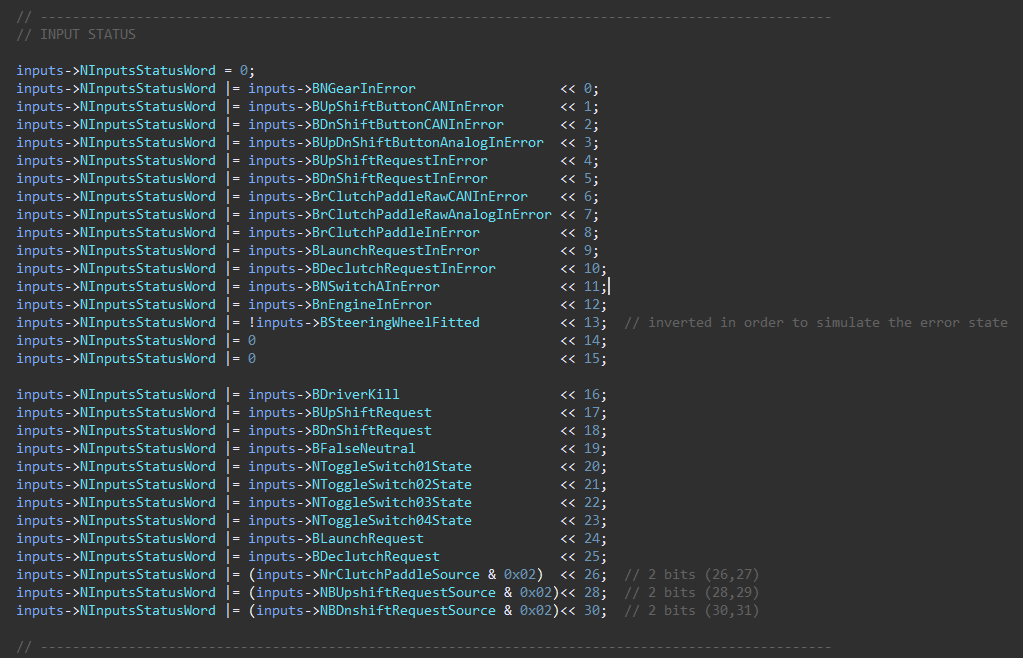 // ---------------------------------------------------------------------------------------------------
// INPUT STATUS
inputs->NInputsStatusWord = 0;
inputs->NInputsStatusWord |= inputs->BNGearInError                  << 0;
inputs->NInputsStatusWord |= inputs->BUpShiftButtonCANInError       << 1;
inputs->NInputsStatusWord |= inputs->BDnShiftButtonCANInError       << 2;
inputs->NInputsStatusWord |= inputs->BUpDnShiftButtonAnalogInError  << 3;
inputs->NInputsStatusWord |= inputs->BUpShiftRequestInError         << 4;
inputs->NInputsStatusWord |= inputs->BDnShiftRequestInError         << 5;
inputs->NInputsStatusWord |= inputs->BrClutchPaddleRawCANInError    << 6;
inputs->NInputsStatusWord |= inputs->BrClutchPaddleRawAnalogInError << 7;
inputs->NInputsStatusWord |= inputs->BrClutchPaddleInError          << 8;
inputs->NInputsStatusWord |= inputs->BLaunchRequestInError          << 9;
inputs->NInputsStatusWord |= inputs->BDeclutchRequestInError        << 10;
inputs->NInputsStatusWord |= inputs->BNSwitchAInError               << 11;
inputs->NInputsStatusWord |= inputs->BnEngineInError                << 12;
inputs->NInputsStatusWord |= !inputs->BSteeringWheelFitted          << 13;  // inverted in order to simulate the error state
inputs->NInputsStatusWord |= 0                                      << 14;
inputs->NInputsStatusWord |= 0                                      << 15;
inputs->NInputsStatusWord |= inputs->BDriverKill                    << 16;
inputs->NInputsStatusWord |= inputs->BUpShiftRequest                << 17;
inputs->NInputsStatusWord |= inputs->BDnShiftRequest                << 18;
inputs->NInputsStatusWord |= inputs->BFalseNeutral                  << 19;
inputs->NInputsStatusWord |= inputs->NToggleSwitch01State           << 20;
inputs->NInputsStatusWord |= inputs->NToggleSwitch02State           << 21;
inputs->NInputsStatusWord |= inputs->NToggleSwitch03State           << 22;
inputs->NInputsStatusWord |= inputs->NToggleSwitch04State           << 23;
inputs->NInputsStatusWord |= inputs->BLaunchRequest                 << 24;
inputs->NInputsStatusWord |= inputs->BDeclutchRequest               << 25;
inputs->NInputsStatusWord |= (inputs->NrClutchPaddleSource & 0x02)  << 26;  // 2 bits (26,27)
inputs->NInputsStatusWord |= (inputs->NBUpshiftRequestSource & 0x02)<< 28;  // 2 bits (28,29)
inputs->NInputsStatusWord |= (inputs->NBDnshiftRequestSource & 0x02)<< 30;  // 2 bits (30,31)
// ---------------------------------------------------------------------------------------------------